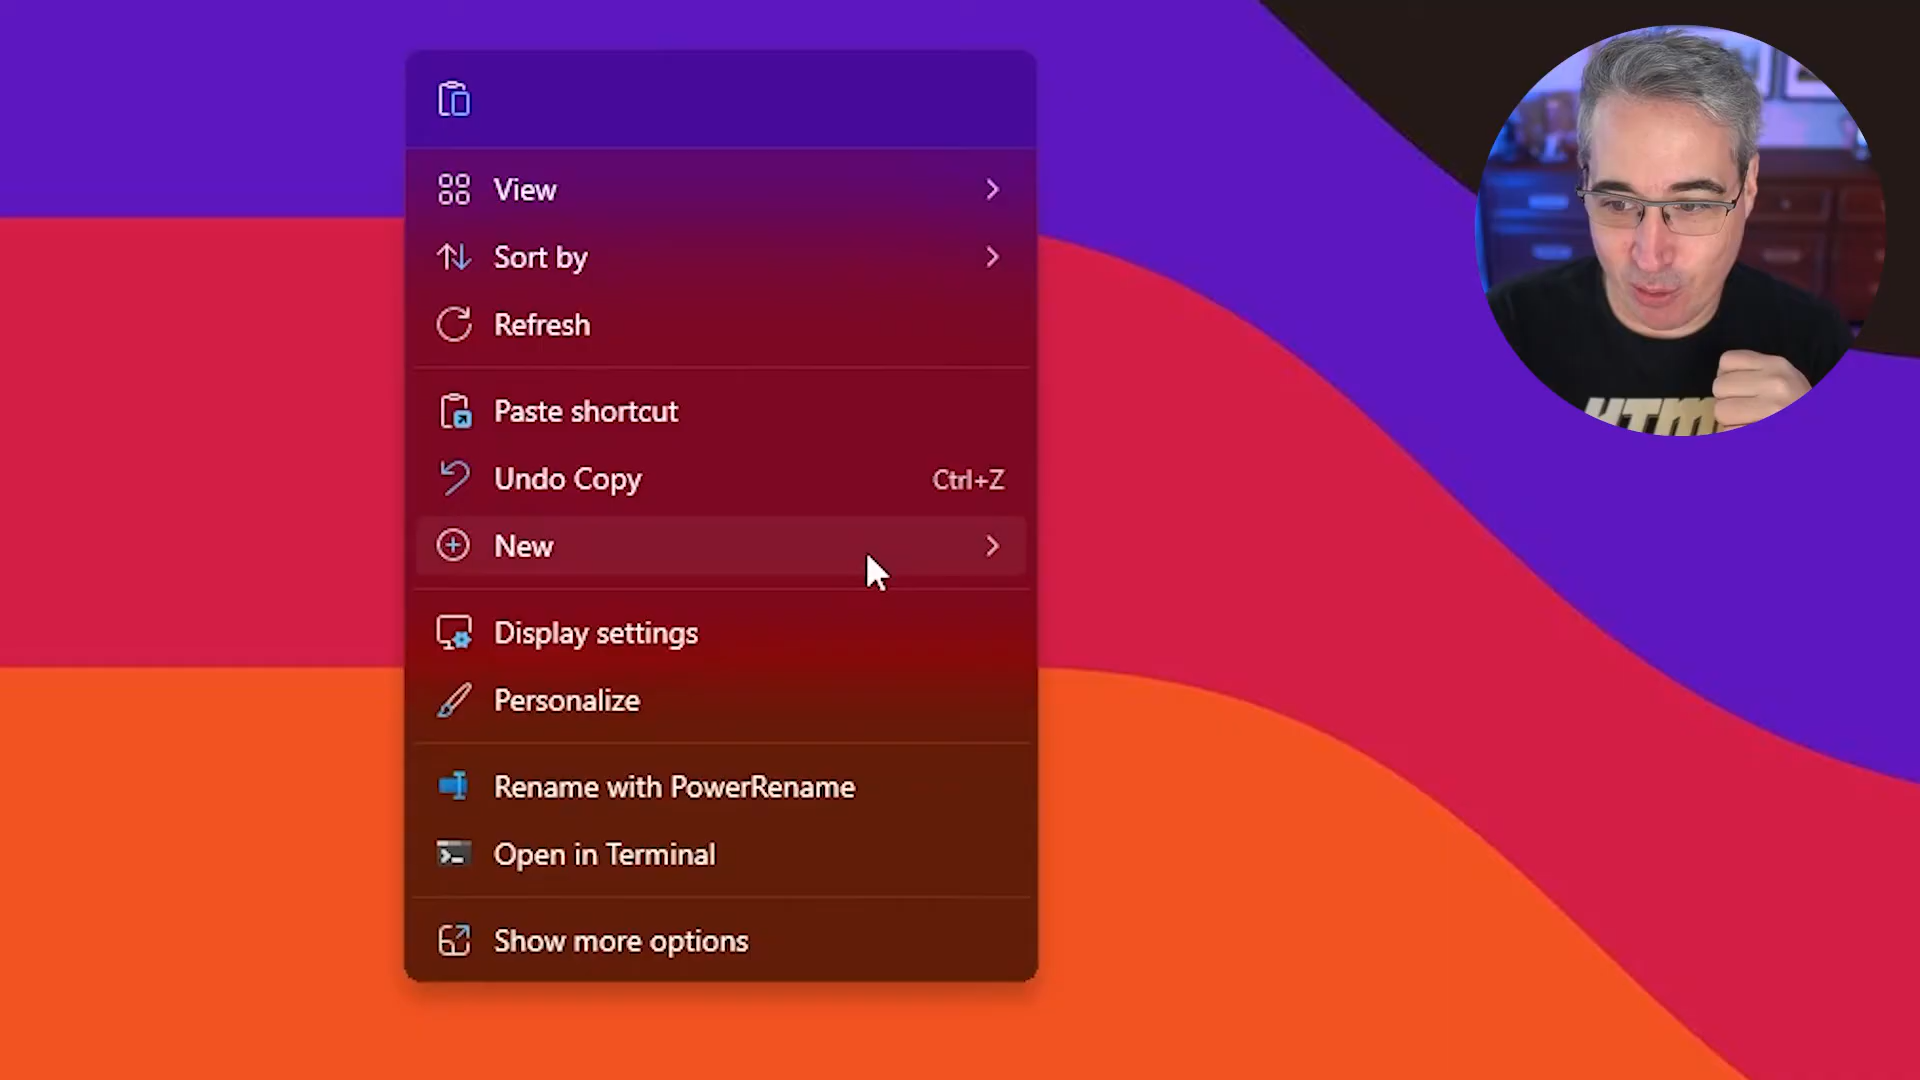 View
Sort by
Refresh
Paste shortcut
Undo Copy Ctrl+Z
New
Display settings
Personalize
Rename with PowerRename
Open in Terminal
Show more options
HTM